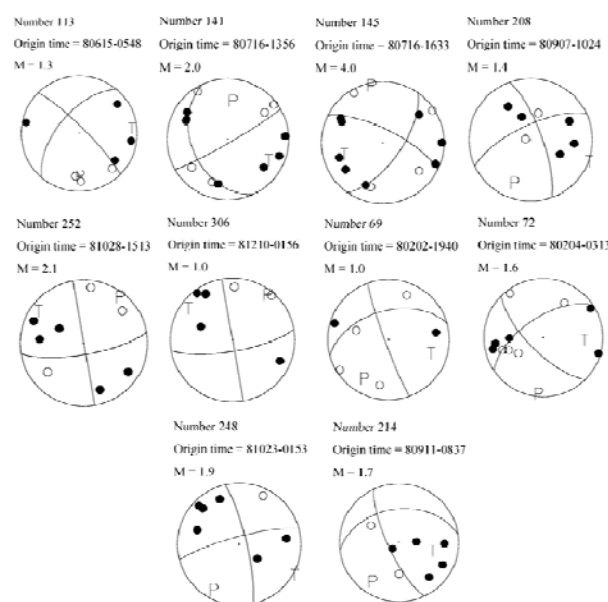 Number 113
Origin time = 80615-0548
M = 1.3
T
Number 141
Origin time = 80716-1356
M = 2.0
P
T
Number 145
Origin time = 80716-1633
M = 4.0
P
T
Number 208
Origin time = 80907-1024
M = 1.4
P
T
Number 252
Origin time = 81028-1513
M = 2.1
T
P
Number 306
Origin time = 81210-0156
M = 1.0
T
P
Number 69
Origin time = 80202-1940
M = 1.0
T
P
Number 72
Origin time = 80204-0313
M = 1.6
T
P
Number 248
Origin time = 81023-0153
M = 1.9
P
T
Number 214
Origin time = 80911-0837
M = 1.7
T
P